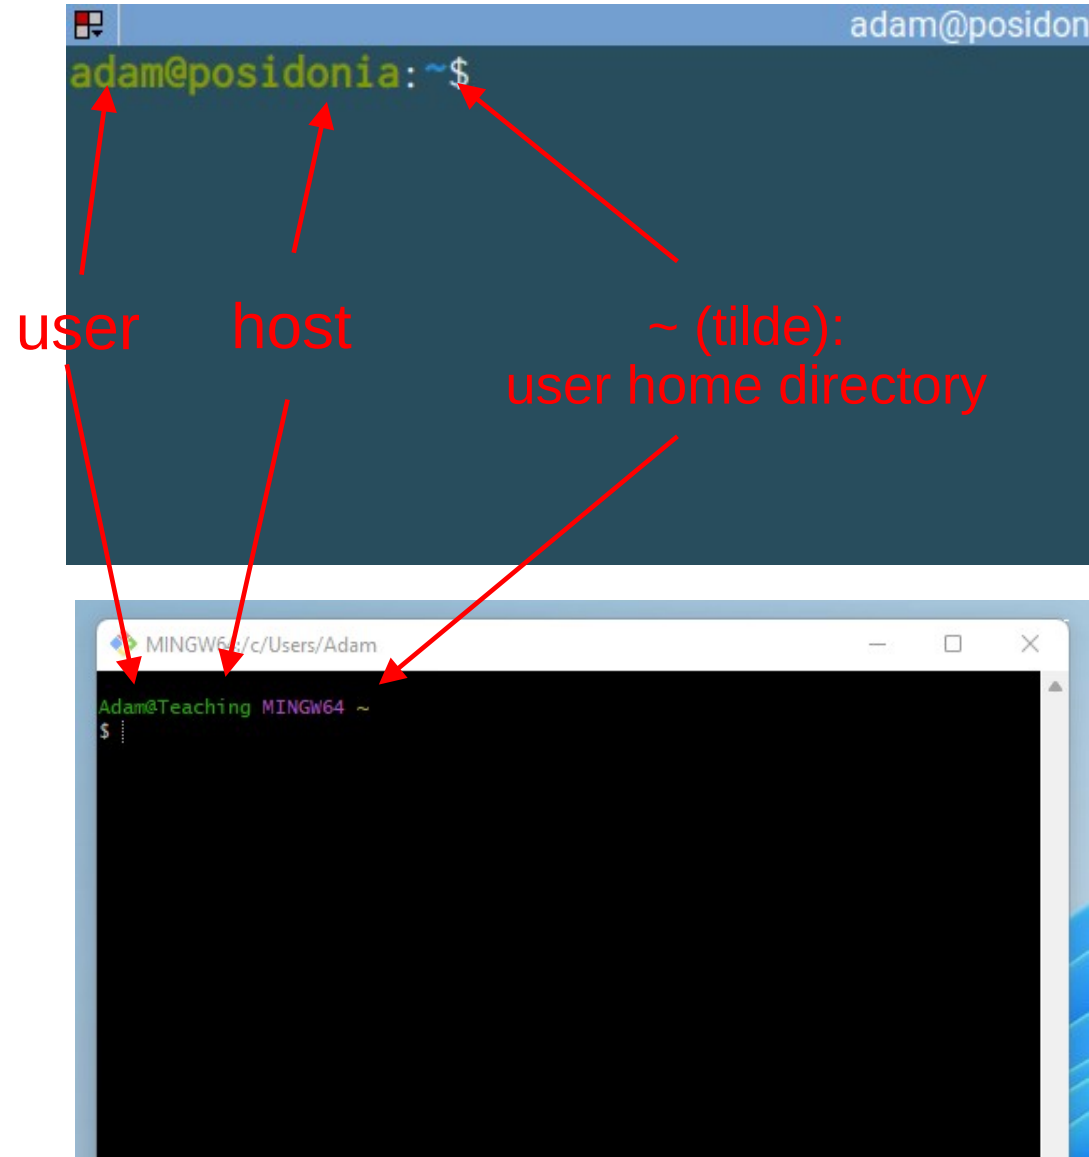 adam@posidon
adam@posidonia:~$
user
host
~ (tilde):
user home directory
MINGW64:/c/Users/Adam
Adam@Teaching MINGW64 ~
$